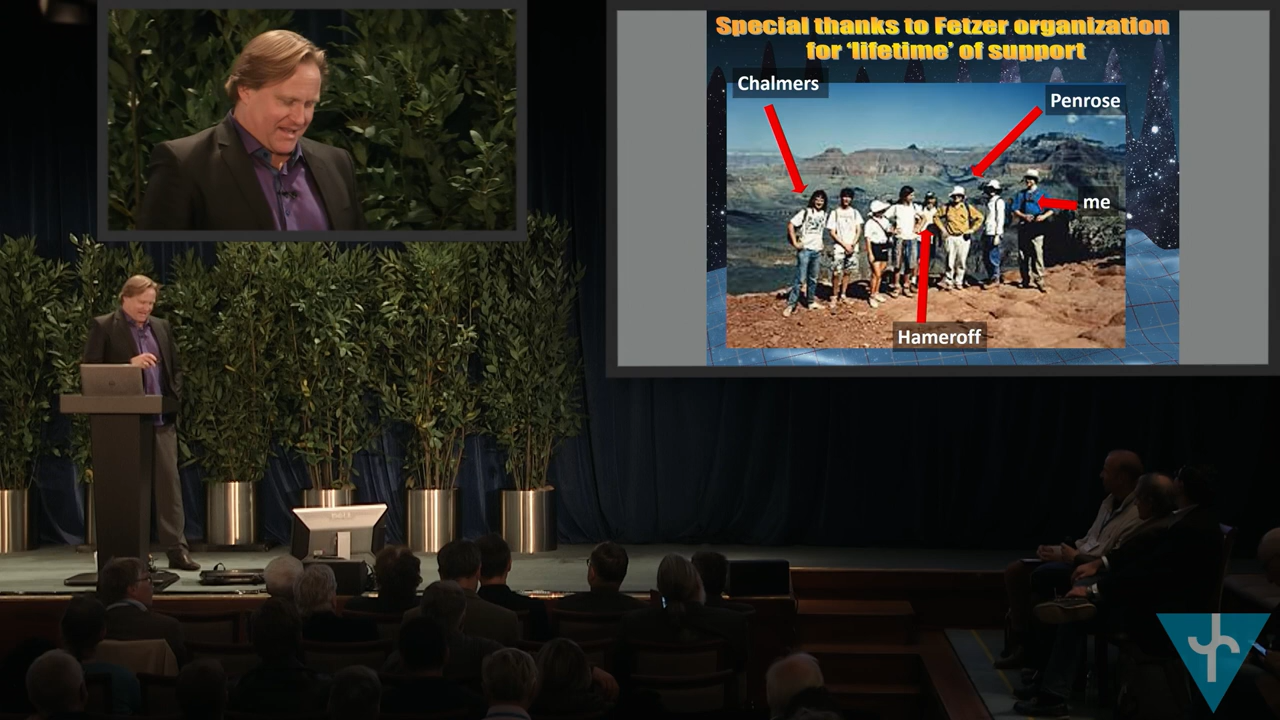 Special thanks to Fetzer organization
for ‘lifetime’ of support
Chalmers
Penrose
me
Hameroff